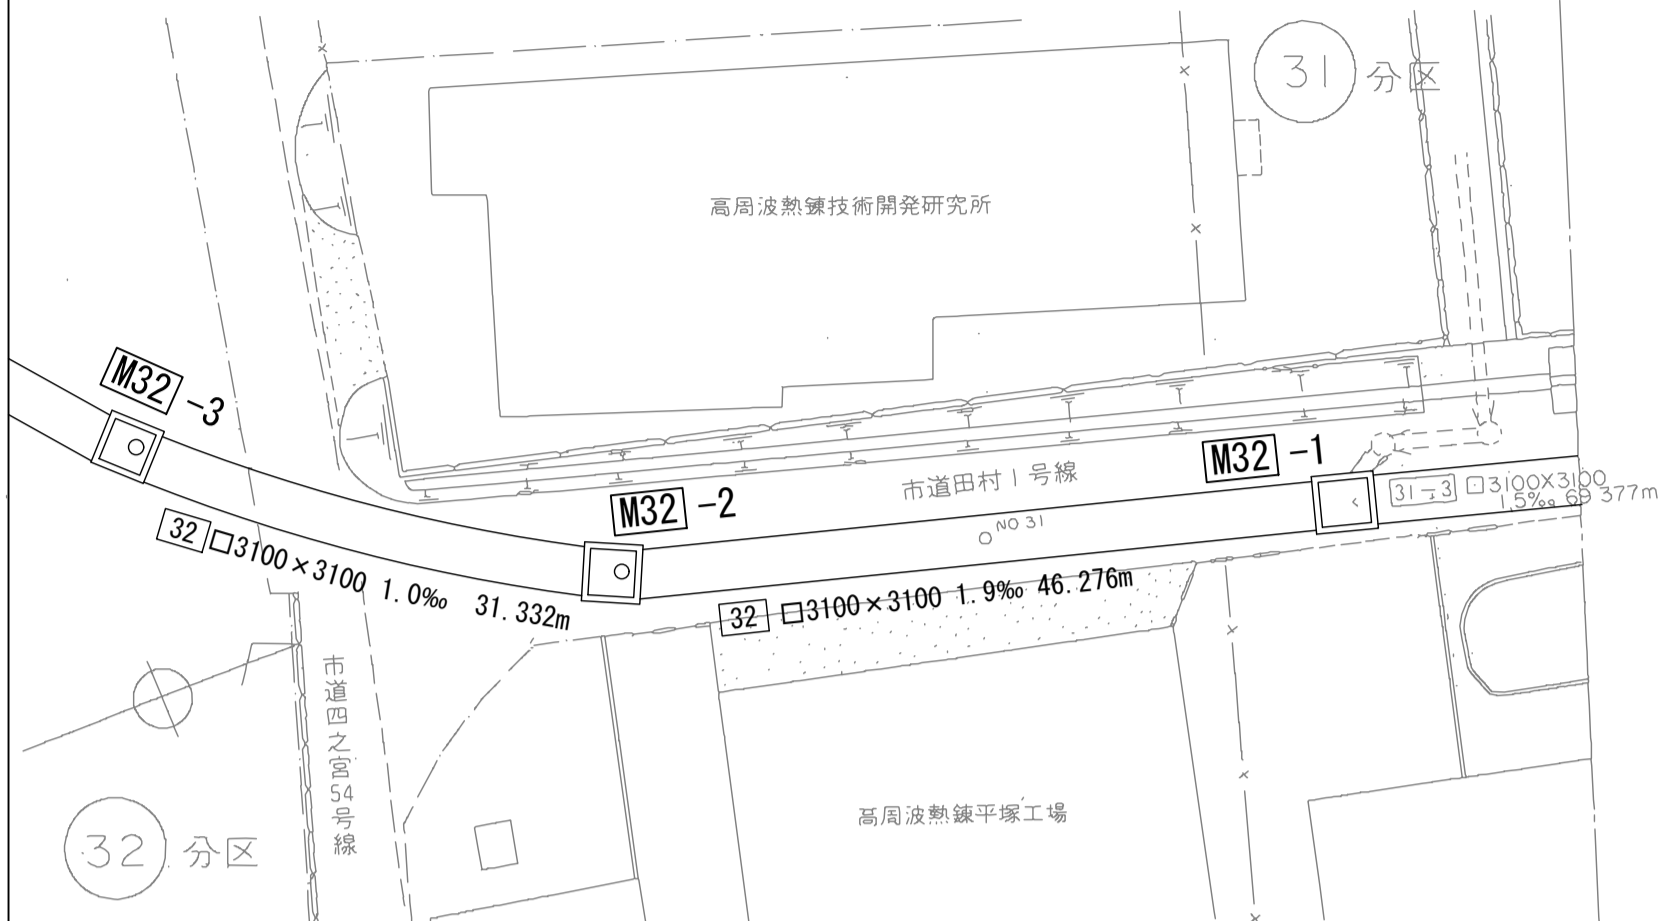 31 分区
高周波熱錬技術開発研究所
M32 -3
M32 -2
M32 -1
市道田村1号線
NO 31
31-3 □3100×3100
1.5‰ 69.377m
32 □3100×3100 1.0‰ 31.332m
32 □3100×3100 1.9‰ 46.276m
市道四之宮54号線
高周波熱錬平塚工場
32 分区